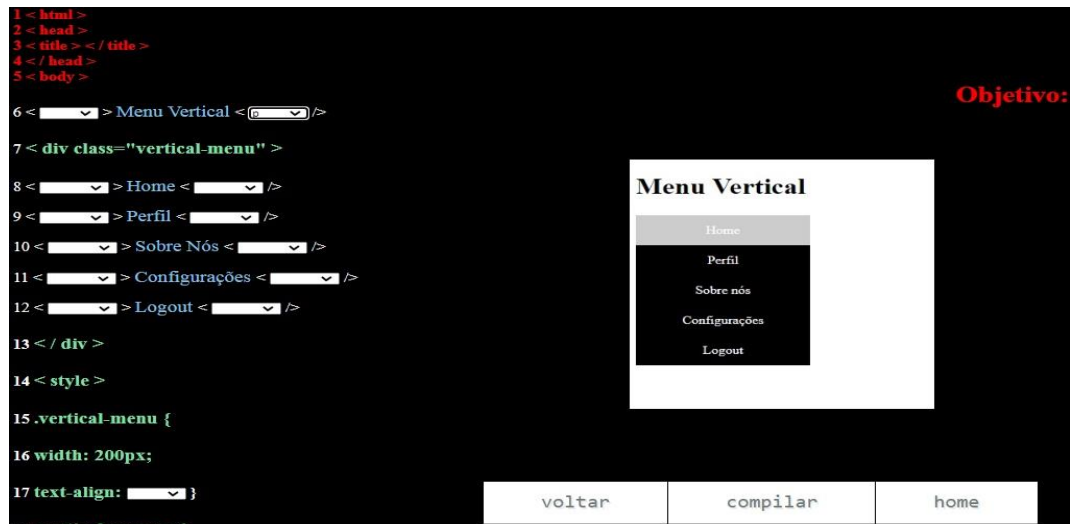 1 < html >
2 < head >
3 < title > < / title >
4 < / head >
5 < body >
6 < > Menu Vertical < p />
7 < div class="vertical-menu" >
8 < > Home < />
9 < > Perfil < />
10 < > Sobre Nós < />
11 < > Configurações < />
12 < > Logout < />
13 < / div >
14 < style >
15 .vertical-menu {
16 width: 200px;
17 text-align: }
Objetivo:
Menu Vertical
Home
Perfil
Sobre nós
Configurações
Logout
voltar
compilar
home